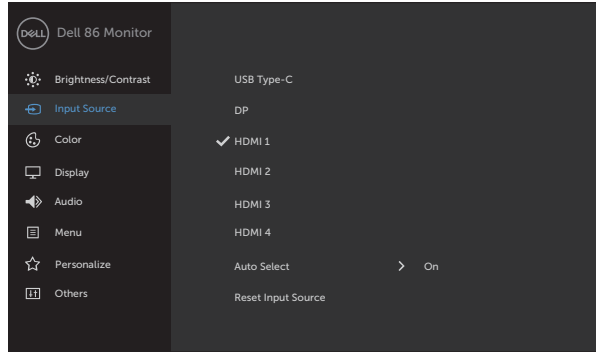 DELL Dell 86 Monitor
Brightness/Contrast USB Type-C
Input Source DP
Color HDMI 1
Display HDMI 2
Audio HDMI 3
Menu HDMI 4
Personalize Auto Select On
Others Reset Input Source